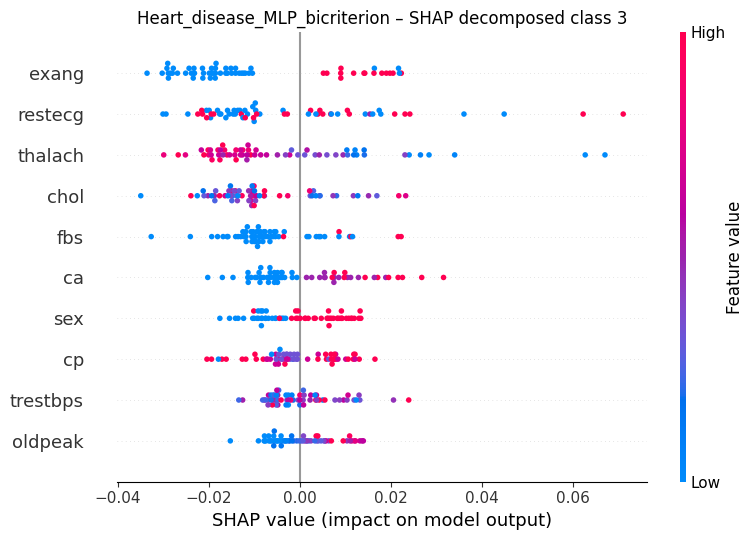 Heart_disease_MLP_bicriterion – SHAP decomposed class 3
High
exang
restecg
thalach
chol
fbs
ca
sex
cp
trestbps
oldpeak
Feature value
Low
−0.04 −0.02 0.00 0.02 0.04 0.06
SHAP value (impact on model output)